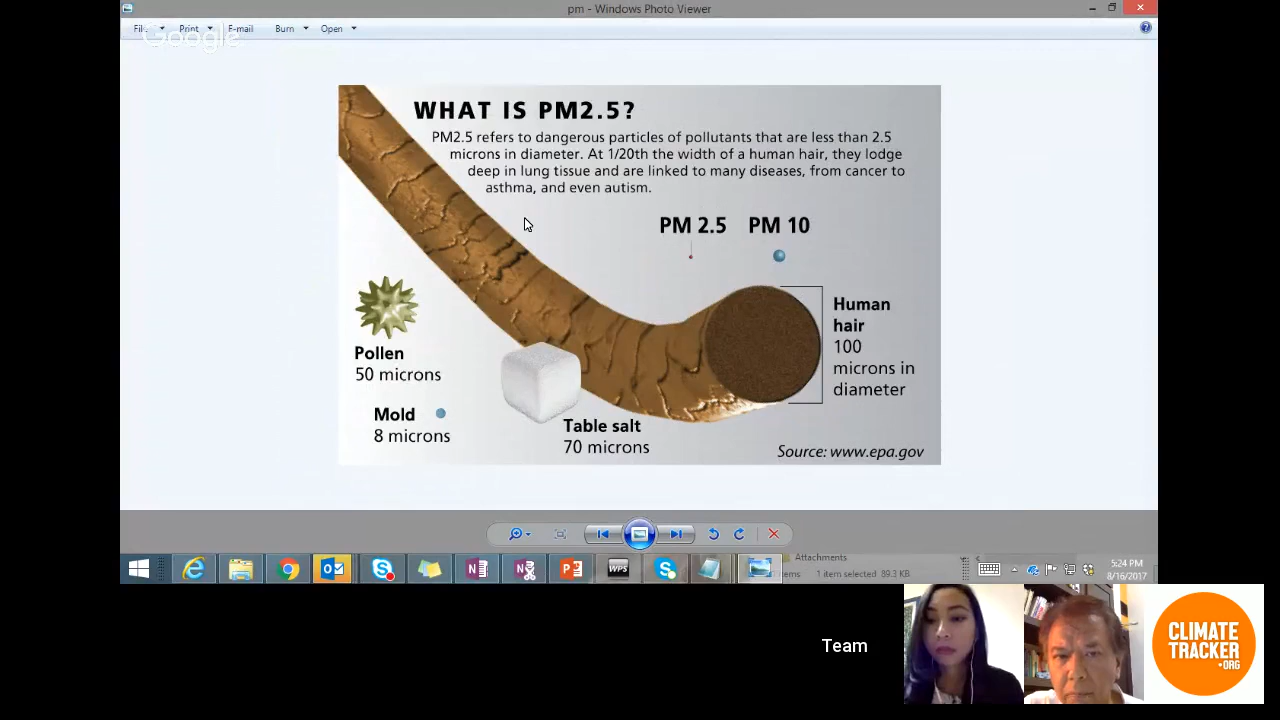 pm - Windows Photo Viewer
File Print E-mail Burn Open
Google
WHAT IS PM2.5?
PM2.5 refers to dangerous particles of pollutants that are less than 2.5
microns in diameter. At 1/20th the width of a human hair, they lodge
deep in lung tissue and are linked to many diseases, from cancer to
asthma, and even autism.
PM 2.5 PM 10
Human
hair
100
microns in
diameter
Pollen
50 microns
Mold
8 microns
Table salt
70 microns
Source: www.epa.gov
WPS
Attachments
1 item selected 89.3 KB
5:24 PM
8/16/2017
Team
CLIMATE
TRACKER
.ORG